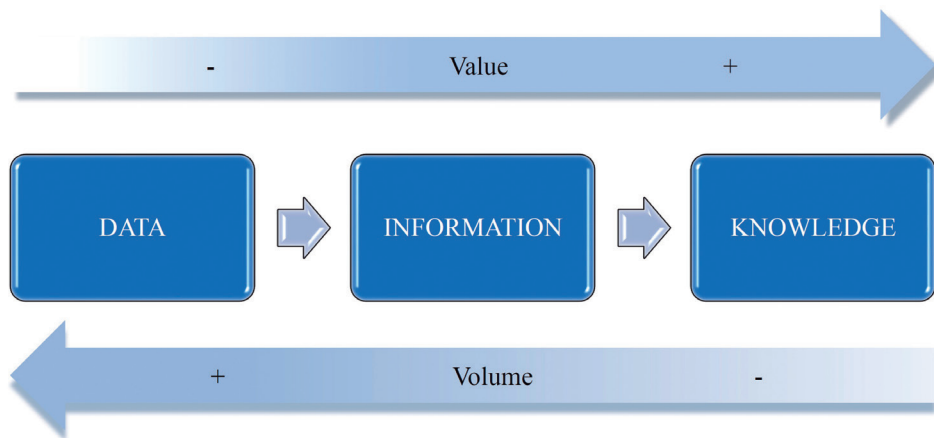 - Value +
DATA INFORMATION KNOWLEDGE
+ Volume -